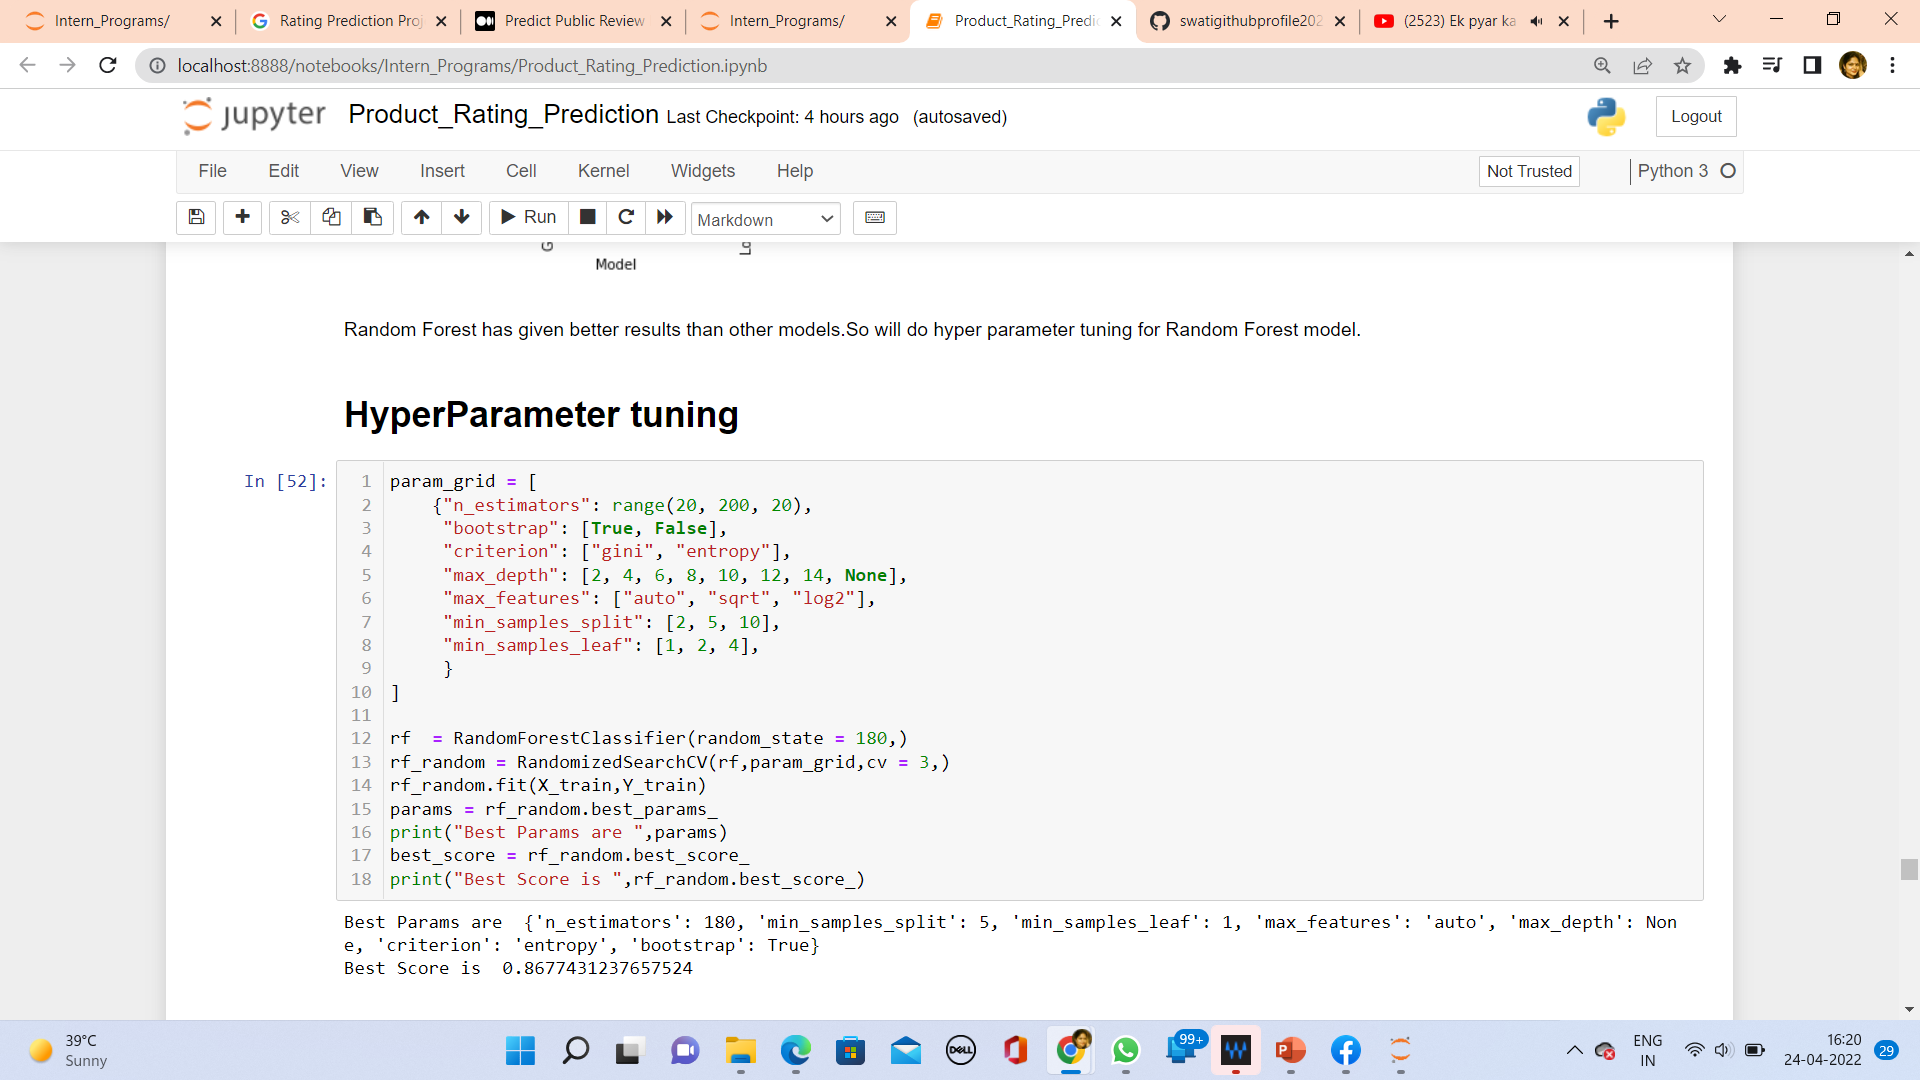 Intern_Programs/
Rating Prediction Proj
Predict Public Review
Intern_Programs/
Product_Rating_Predi
swatigithubprofile202
(2523) Ek pyar ka
localhost:8888/notebooks/Intern_Programs/Product_Rating_Prediction.ipynb
jupyter Product_Rating_Prediction Last Checkpoint: 4 hours ago (autosaved)
Logout
File Edit View Insert Cell Kernel Widgets Help
Not Trusted
Python 3
Run
Markdown
G
Lo
Model
Random Forest has given better results than other models.So will do hyper parameter tuning for Random Forest model.
HyperParameter tuning
In [52]:
1 param_grid = [
2     {"n_estimators": range(20, 200, 20),
3      "bootstrap": [True, False],
4      "criterion": ["gini", "entropy"],
5      "max_depth": [2, 4, 6, 8, 10, 12, 14, None],
6      "max_features": ["auto", "sqrt", "log2"],
7      "min_samples_split": [2, 5, 10],
8      "min_samples_leaf": [1, 2, 4],
9      }
10 ]
11
12 rf  = RandomForestClassifier(random_state = 180,)
13 rf_random = RandomizedSearchCV(rf,param_grid,cv = 3,)
14 rf_random.fit(X_train,Y_train)
15 params = rf_random.best_params_
16 print("Best Params are ",params)
17 best_score = rf_random.best_score_
18 print("Best Score is ",rf_random.best_score_)
Best Params are  {'n_estimators': 180, 'min_samples_split': 5, 'min_samples_leaf': 1, 'max_features': 'auto', 'max_depth': Non
e, 'criterion': 'entropy', 'bootstrap': True}
Best Score is  0.8677431237657524
39°C
Sunny
DELL
99+
ENG
IN
16:20
24-04-2022
29